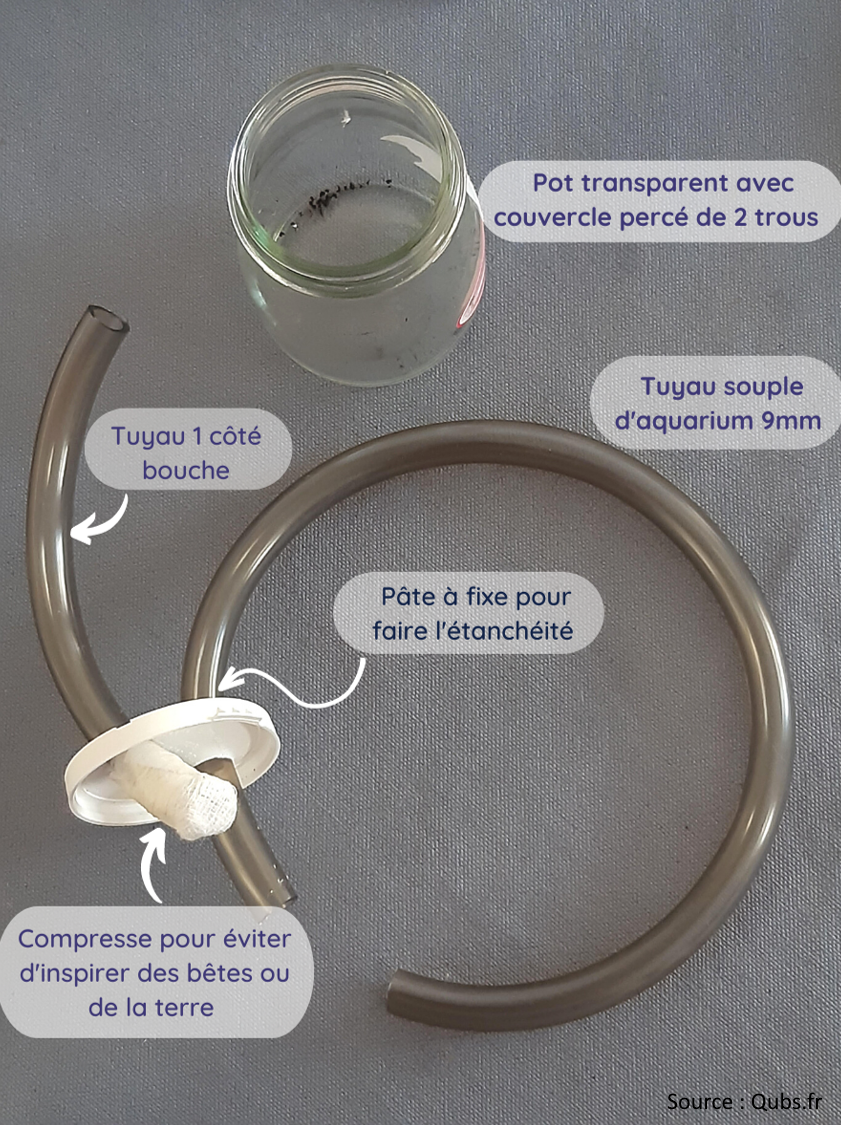 Pot transparent avec
couvercle percé de 2 trous
Tuyau souple
d'aquarium 9mm
Tuyau 1 côté
bouche
Pâte à fixe pour
faire l'étanchéité
Compresse pour éviter
d'inspirer des bêtes ou
de la terre
Source : Qubs.fr